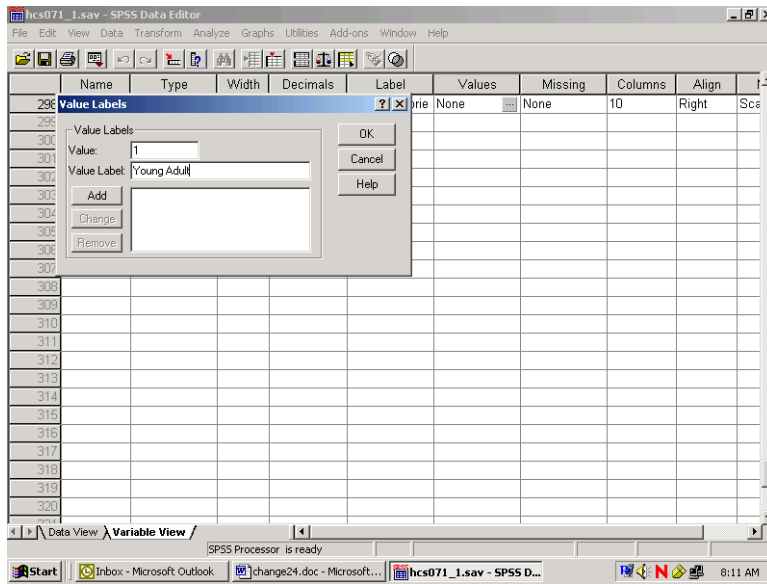 hcs071_1.sav - SPSS Data Editor
File Edit View Data Transform Analyze Graphs Utilities Add-ons Window Help
Name Type Width Decimals Label Values Missing Columns Align
298 None None 10 Right
Value Labels
Value Labels
Value: 1
Value Label: Young Adult
Add
Change
Remove
OK
Cancel
Help
299
300
301
302
303
304
305
306
307
308
309
310
311
312
313
314
315
316
317
318
319
320
Data View Variable View
SPSS Processor is ready
Start Inbox - Microsoft Outlook change24.doc - Microsoft... hcs071_1.sav - SPSS D... N 8:11 AM